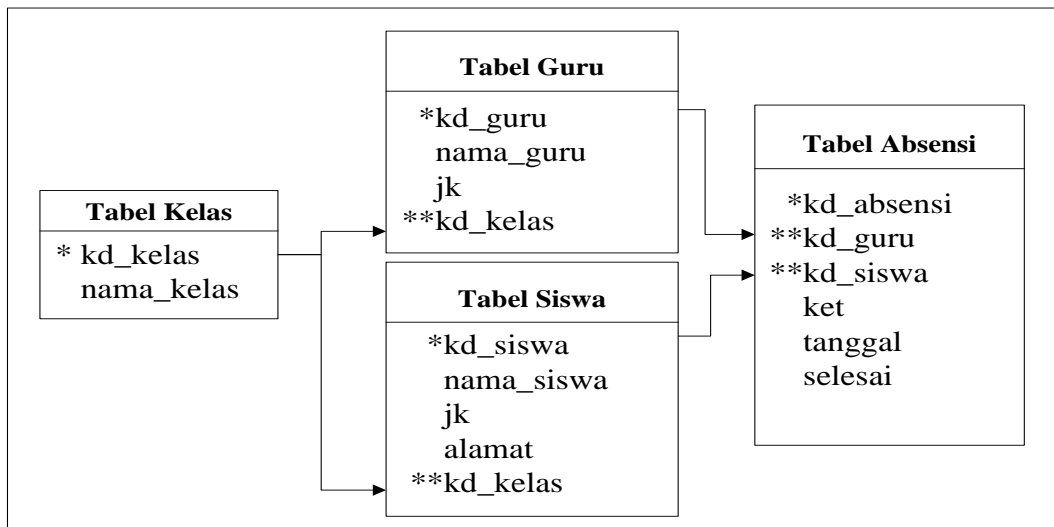 Tabel Kelas
* kd_kelas
nama_kelas
Tabel Guru
*kd_guru
nama_guru
jk
**kd_kelas
Tabel Siswa
*kd_siswa
nama_siswa
jk
alamat
**kd_kelas
Tabel Absensi
*kd_absensi
**kd_guru
**kd_siswa
ket
tanggal
selesai